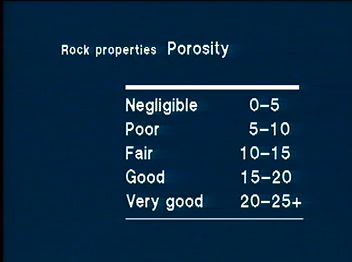 Rock properties Porosity
Negligible 0–5
Poor 5–10
Fair 10–15
Good 15–20
Very good 20–25+